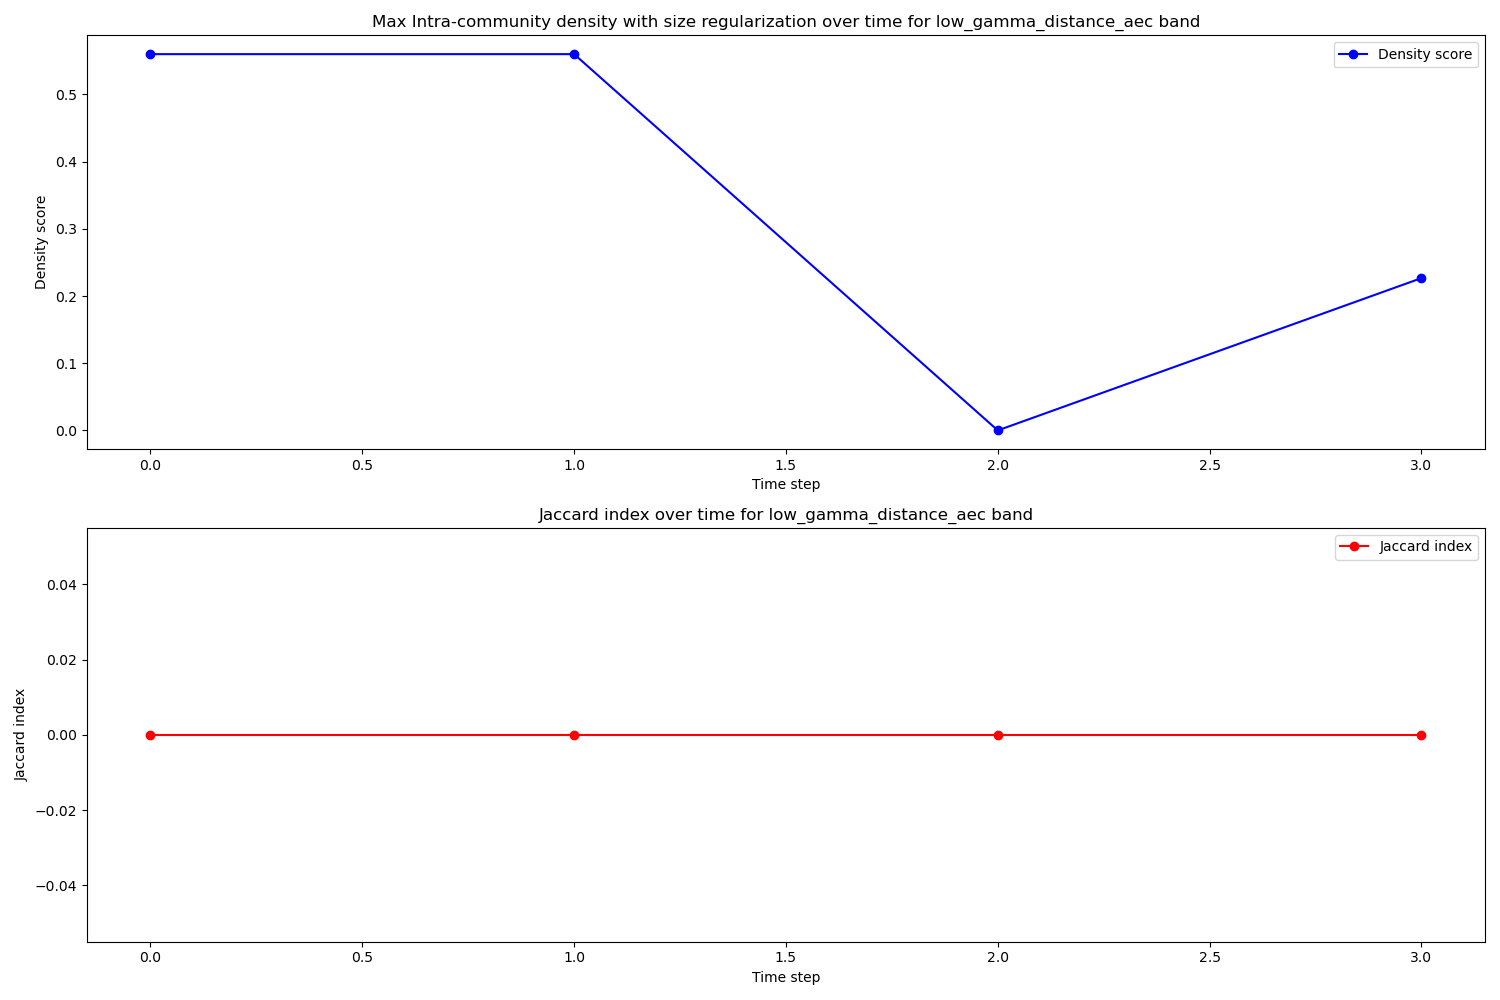 Max Intra-community density with size regularization over time for low_gamma_distance_aec band
Density score
0.5
0.4
0.3
0.2
0.1
0.0
Density score
0.0 0.5 1.0 1.5 2.0 2.5 3.0
Time step
Jaccard index over time for low_gamma_distance_aec band
Jaccard index
0.04
0.02
0.00
−0.02
−0.04
Jaccard index
0.0 0.5 1.0 1.5 2.0 2.5 3.0
Time step